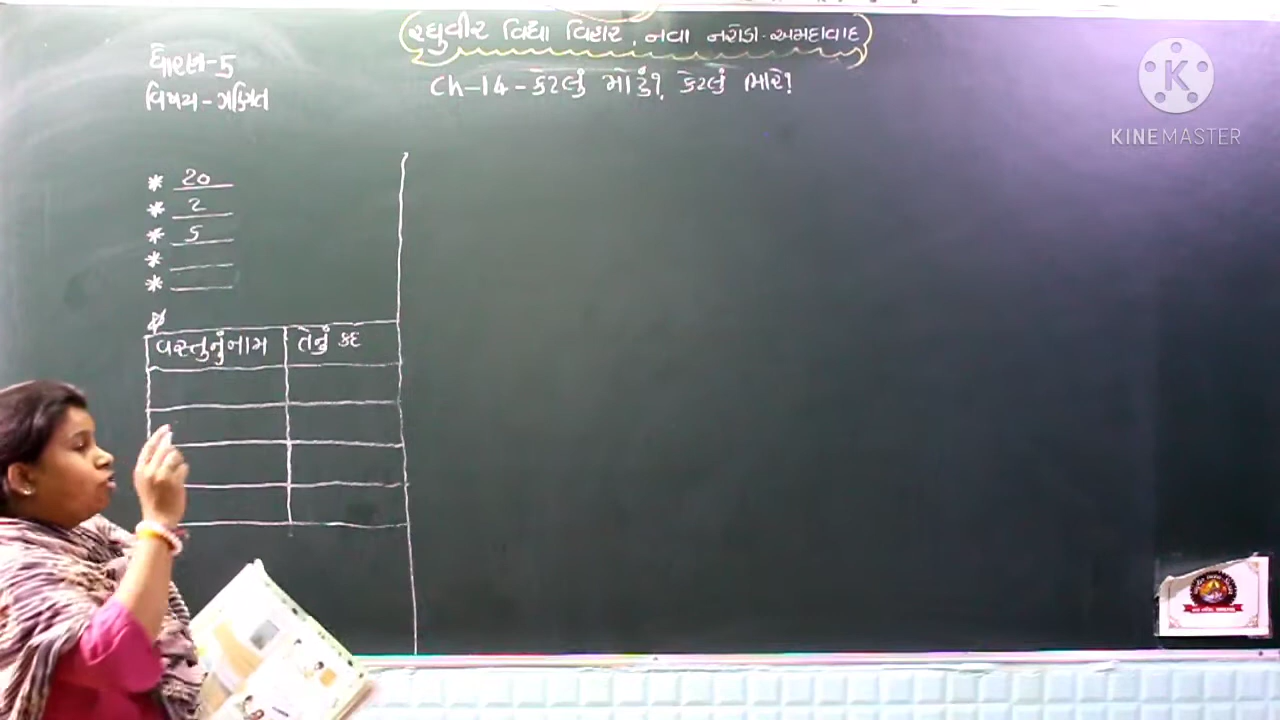 રઘુવીર વિદ્યા વિહાર, નવા નરોડા-અમદાવાદ
ધોરણ-5
વિષય-ગણિત
Ch-14-કેટલું મોટું?, કેટલું ભારે?
KINEMASTER
* 20
* 2
* 5
*
*
વસ્તુનું નામ તેનું કદ